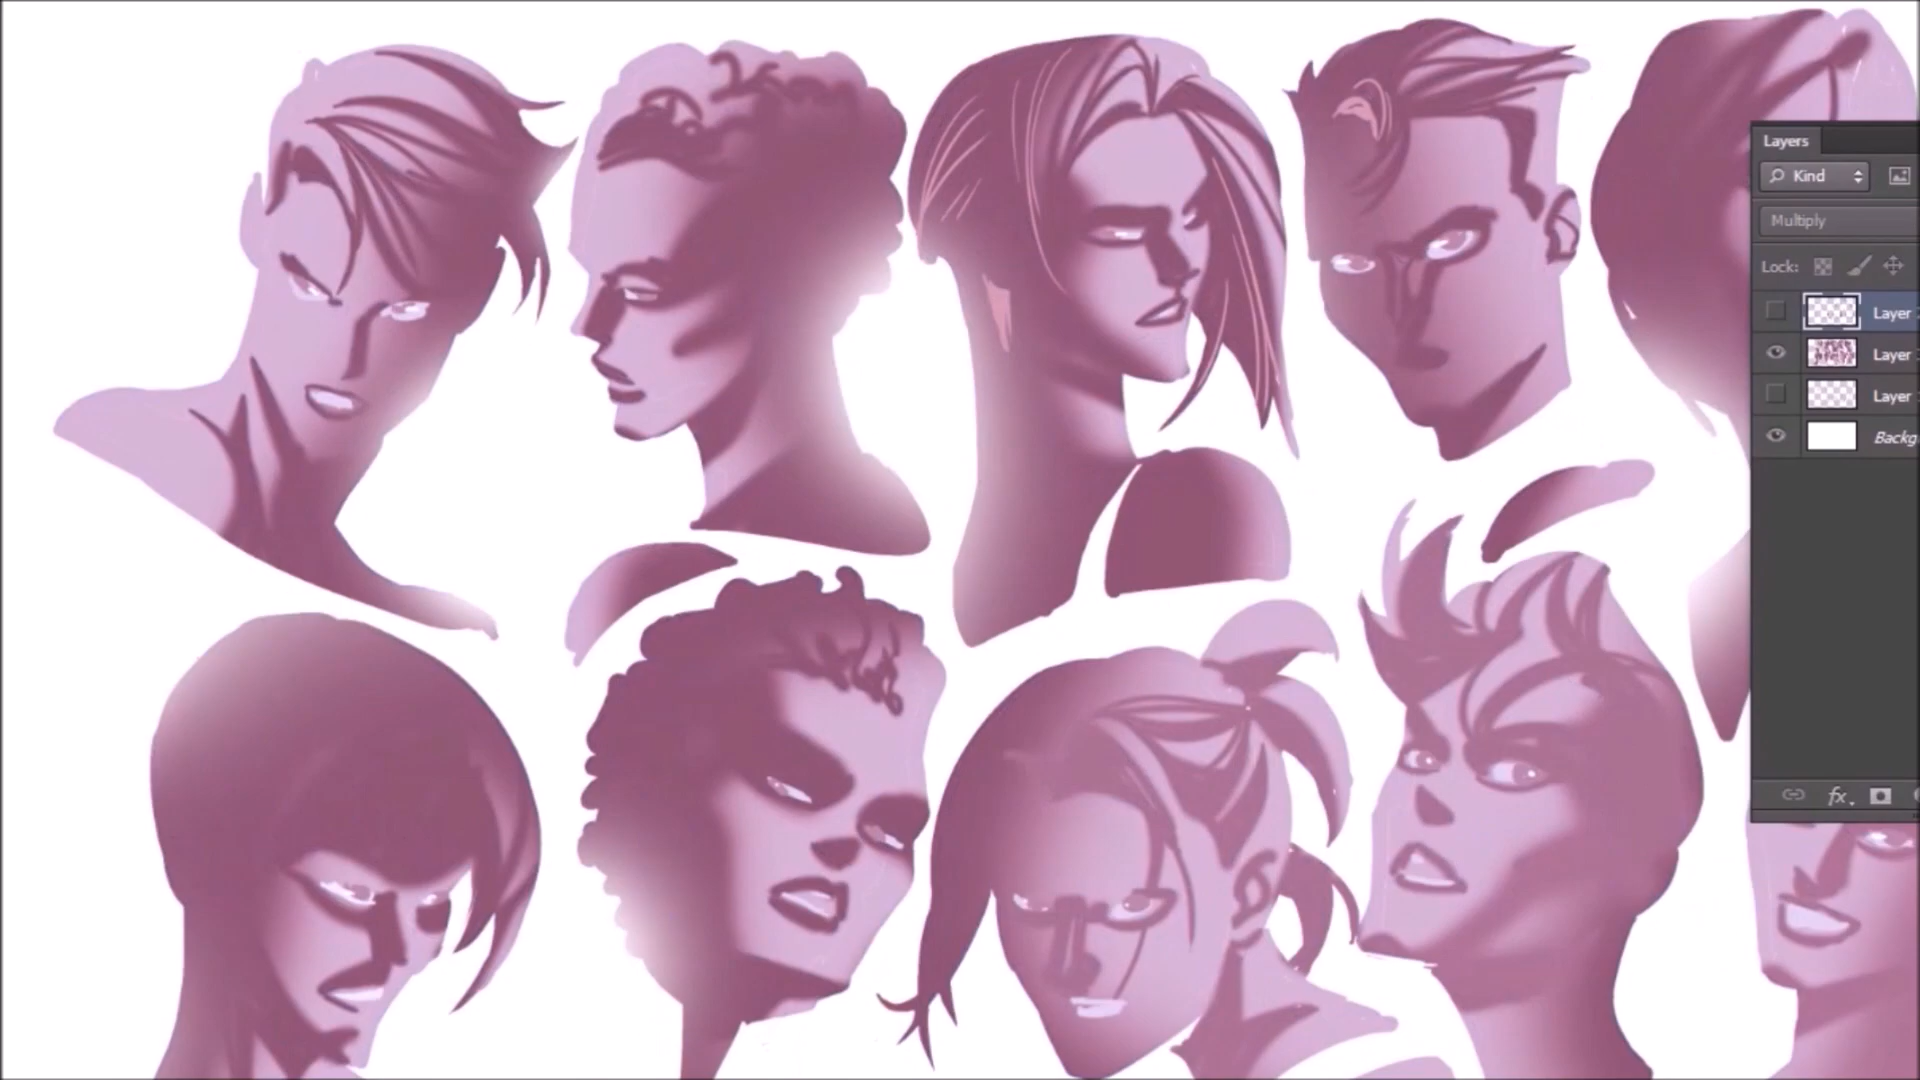 Layers
Kind
Multiply
Lock:
Layer
Layer
Layer
Backg
fx